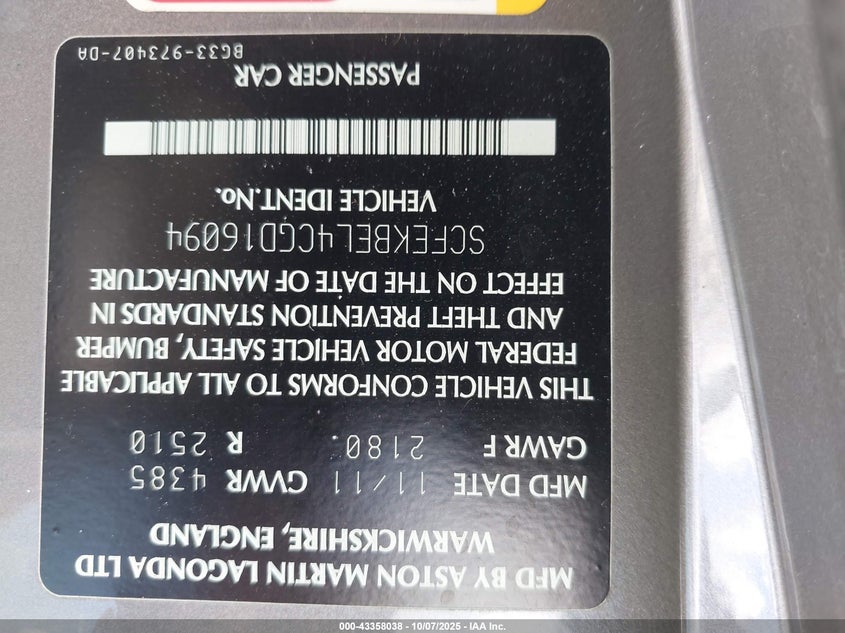 MFD BY ASTON MARTIN LAGONDA LTD
WARWICKSHIRE, ENGLAND
MFD DATE 11/11 GVWR 4385
GAWR F 2180. R 2510
THIS VEHICLE CONFORMS TO ALL APPLICABLE
FEDERAL MOTOR VEHICLE SAFETY, BUMPER
AND THEFT PREVENTION STANDARDS IN
EFFECT ON THE DATE OF MANUFACTURE
SCFEKBEL4CGD16094
VEHICLE IDENT.No.
PASSENGER CAR
BG33-973407-DA
000-43358038 - 10/07/2025 - IAA Inc.